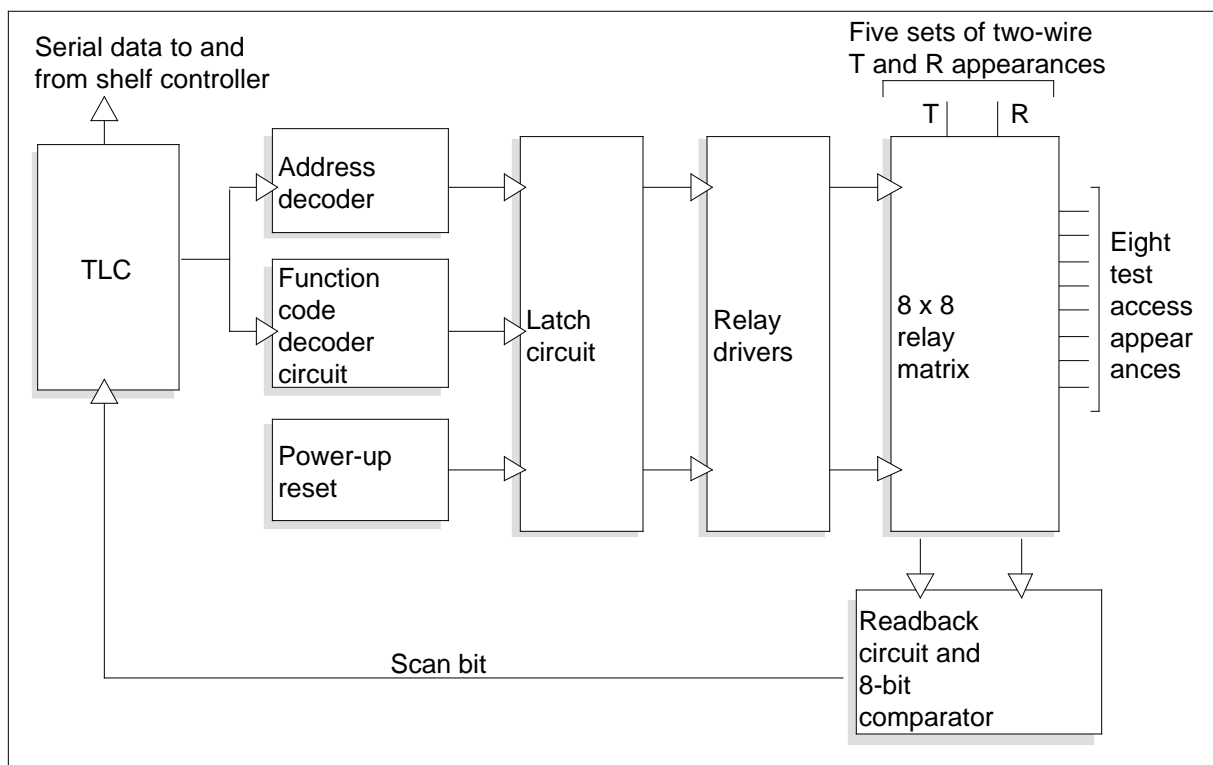 Serial data to and
from shelf controller
Five sets of two-wire
T and R appearances
T
R
TLC
Address
decoder
Function
code
decoder
circuit
Power-up
reset
Latch
circuit
Relay
drivers
8 x 8
relay
matrix
Eight
test
access
appear
ances
Readback
circuit and
8-bit
comparator
Scan bit